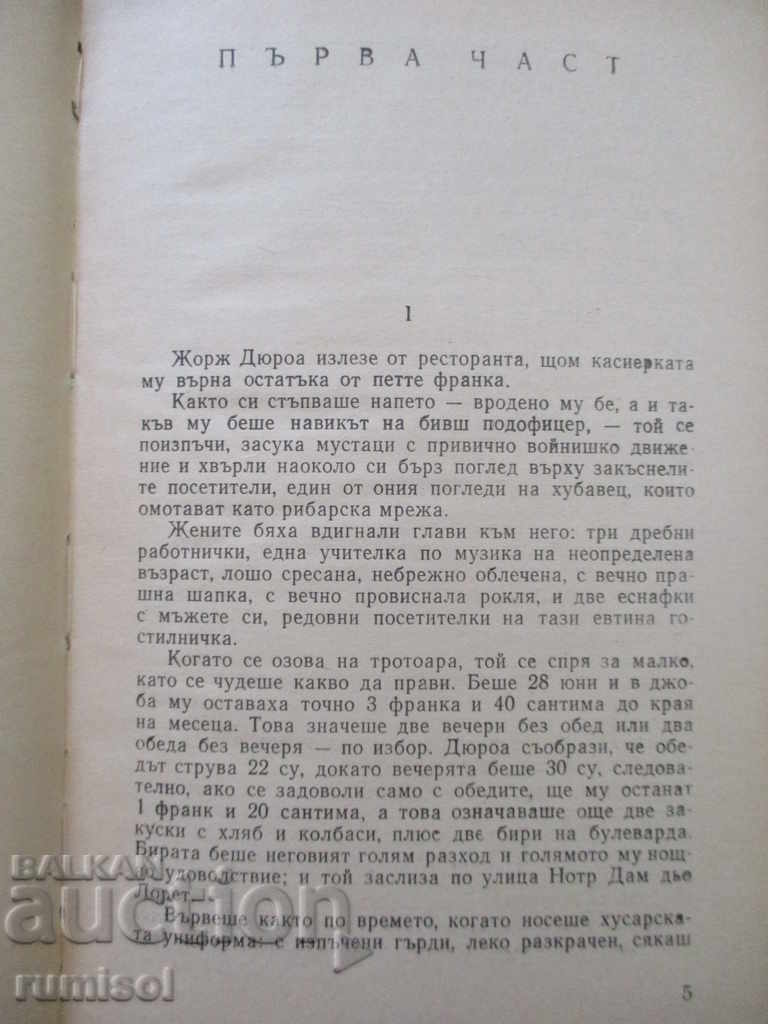 ПЪРВА ЧАСТ
1
Жорж Дюроа излезе от ресторанта, щом касиерката
му върна остатъка от петте франка.
Както си стъпваше напето — вродено му бе, а и та-
къв му беше навикът на бивш подофицер, — той се
поизпъчи, засука мустаци с привично войнишко движе-
ние и хвърли наоколо си бърз поглед върху закъснели-
те посетители, един от ония погледи на хубавец, които
омотават като рибарска мрежа.
Жените бяха вдигнали глави към него: три дребни
работнички, една учителка по музика на неопределена
възраст, лошо сресана, небрежно облечена, с вечно пра-
шна шапка, с вечно провиснала рокля, и две еснафки
с мъжете си, редовни посетителки на тази евтина го-
стилничка.
Когато се озова на тротоара, той се спря за малко,
като се чудеше какво да прави. Беше 28 юни и в джо-
ба му оставаха точно 3 франка и 40 сантима до края
на месеца. Това значеше две вечери без обед или два
обеда без вечеря — по избор. Дюроа съобрази, че обе-
дът струва 22 су, докато вечерята беше 30 су, следова-
телно, ако се задоволи само с обедите, ще му останат
1 франк и 20 сантима, а това означаваше още две за-
куски с хляб и колбаси, плюс две бири на булеварда.
Бирата беше неговият голям разход и голямото му нощ-
но удоволствие; и той заслиза по улица Нотр Дам дьо
Лорет.
Вървеше както по времето, когато носеше хусарска-
та униформа: с изпъчени гърди, леко разкрачен, сякаш
5
BALKAN
auction
rumisol